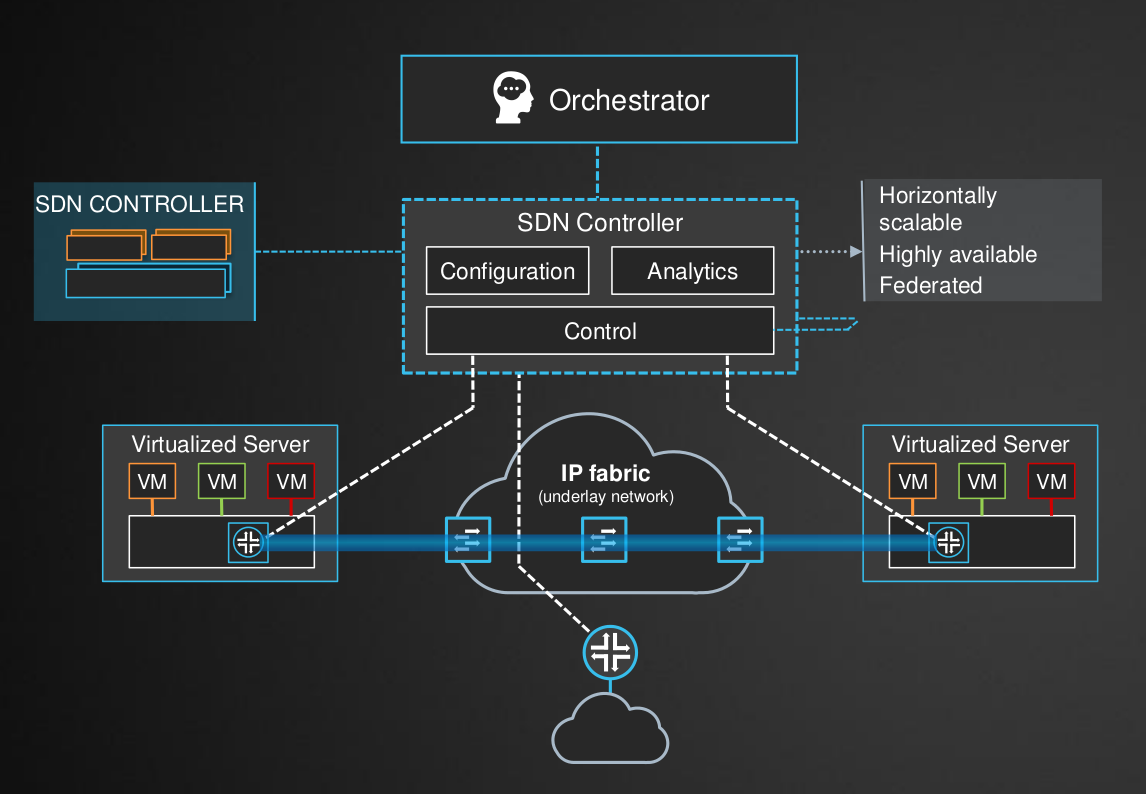 Orchestrator
SDN CONTROLLER
SDN Controller
Configuration
Analytics
Control
Horizontally
scalable
Highly available
Federated
Virtualized Server
VM
VM
VM
IP fabric
(underlay network)
Virtualized Server
VM
VM
VM